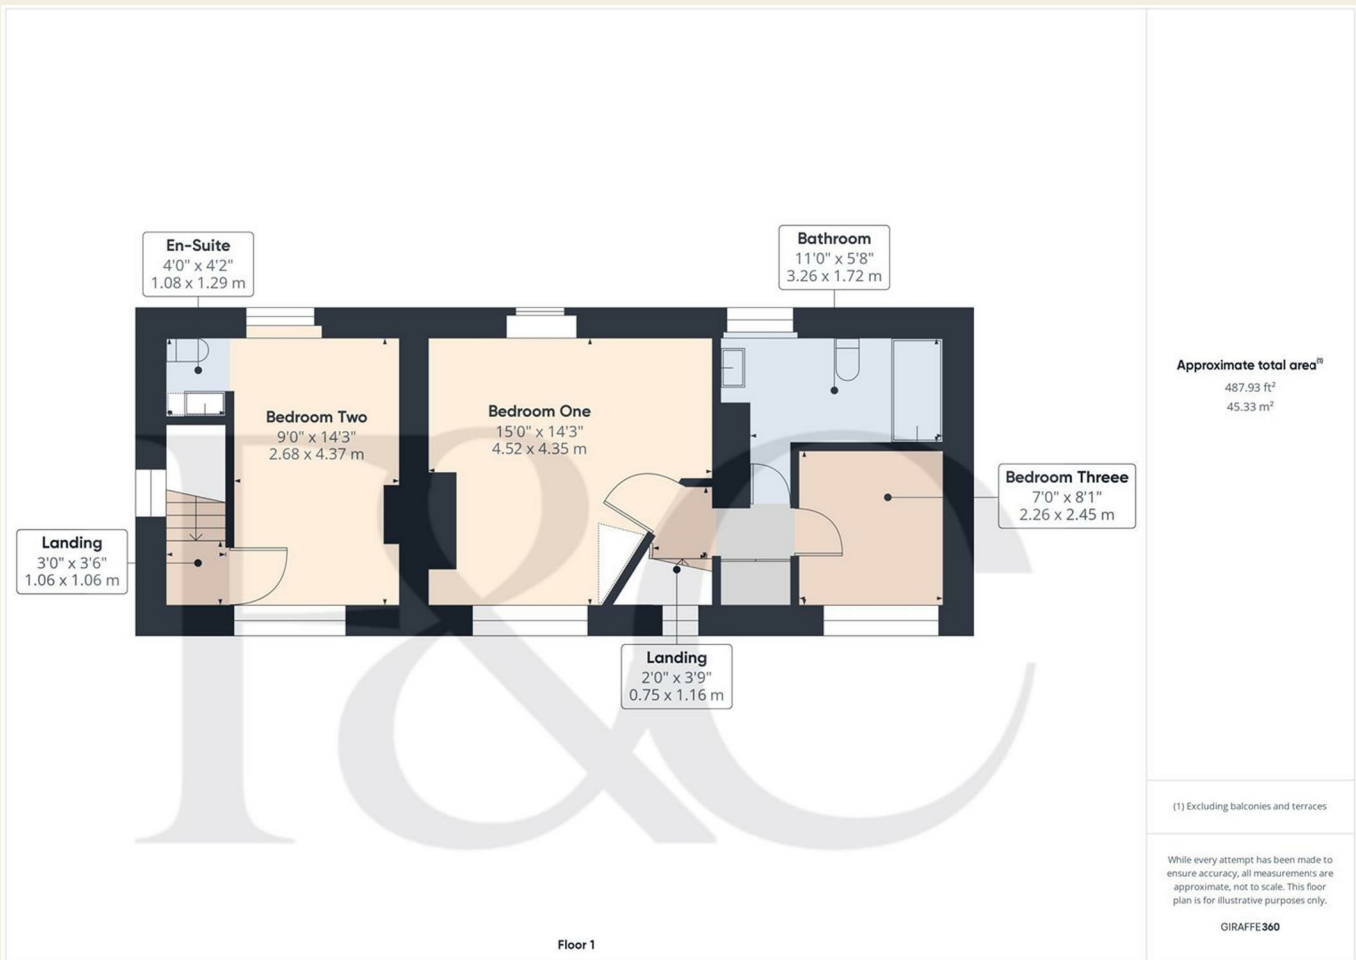 En-Suite
4'0" x 4'2"
1.08 x 1.29 m
Bathroom
11'0" x 5'8"
3.26 x 1.72 m
Bedroom Two
9'0" x 14'3"
2.68 x 4.37 m
Bedroom One
15'0" x 14'3"
4.52 x 4.35 m
Bedroom Threee
7'0" x 8'1"
2.26 x 2.45 m
Landing
3'0" x 3'6"
1.06 x 1.06 m
Landing
2'0" x 3'9"
0.75 x 1.16 m
F&C
Floor 1
Approximate total area(1)
487.93 ft²
45.33 m²
(1) Excluding balconies and terraces
While every attempt has been made to
ensure accuracy, all measurements are
approximate, not to scale. This floor
plan is for illustrative purposes only.
GIRAFFE360